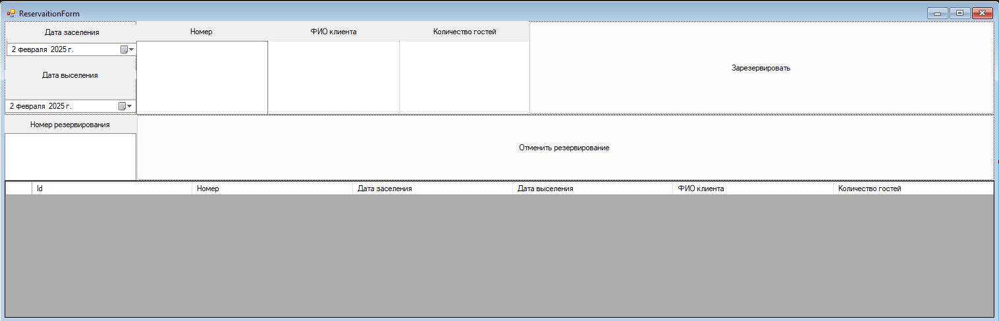 ReservaitionForm
Дата заселения
Номер
ФИО клиента
Количество гостей
2 февраля 2025 г.
Зарезервировать
Дата выселения
2 февраля 2025 г.
Номер резервирования
Отменить резервирование
Id
Номер
Дата заселения
Дата выселения
ФИО клиента
Количество гостей